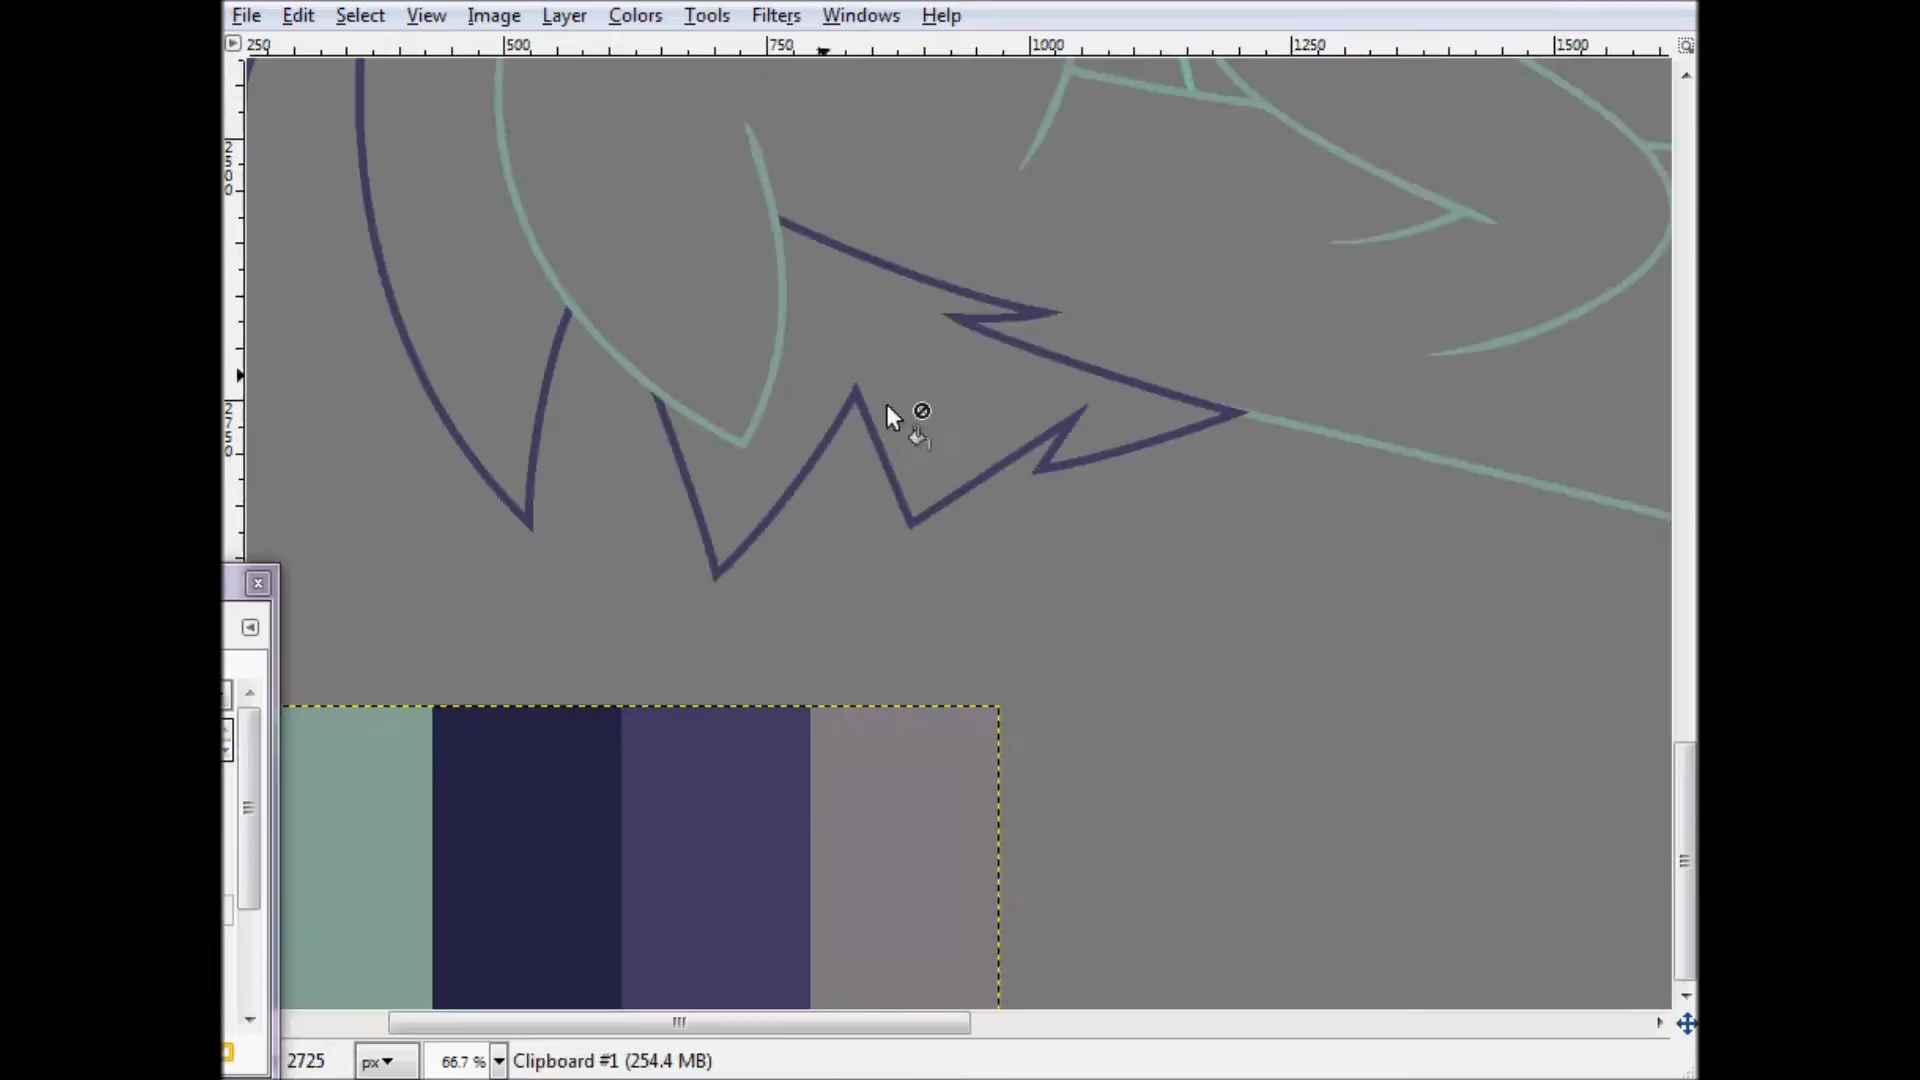 File Edit Select View Image Layer Colors Tools Filters Windows Help
250 500 750 1000 1250 1500
2500
2750
2725 px 66.7 % Clipboard #1 (254.4 MB)